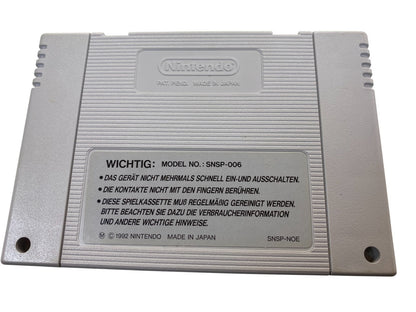 Nintendo
PAT. PEND. MADE IN JAPAN
WICHTIG: MODEL NO.: SNSP-006
• DAS GERÄT NICHT MEHRMALS SCHNELL EIN-UND AUSSCHALTEN.
• DIE KONTAKTE NICHT MIT DEN FINGERN BERÜHREN.
• DIESE SPIELKASSETTE MUß REGELMÄßIG GEREINIGT WERDEN.
BITTE BEACHTEN SIE DAZU DIE VERBRAUCHERINFORMATION
UND ANDERE WICHTIGE HINWEISE.
Ⓜ © 1992 NINTENDO MADE IN JAPAN SNSP-NOE